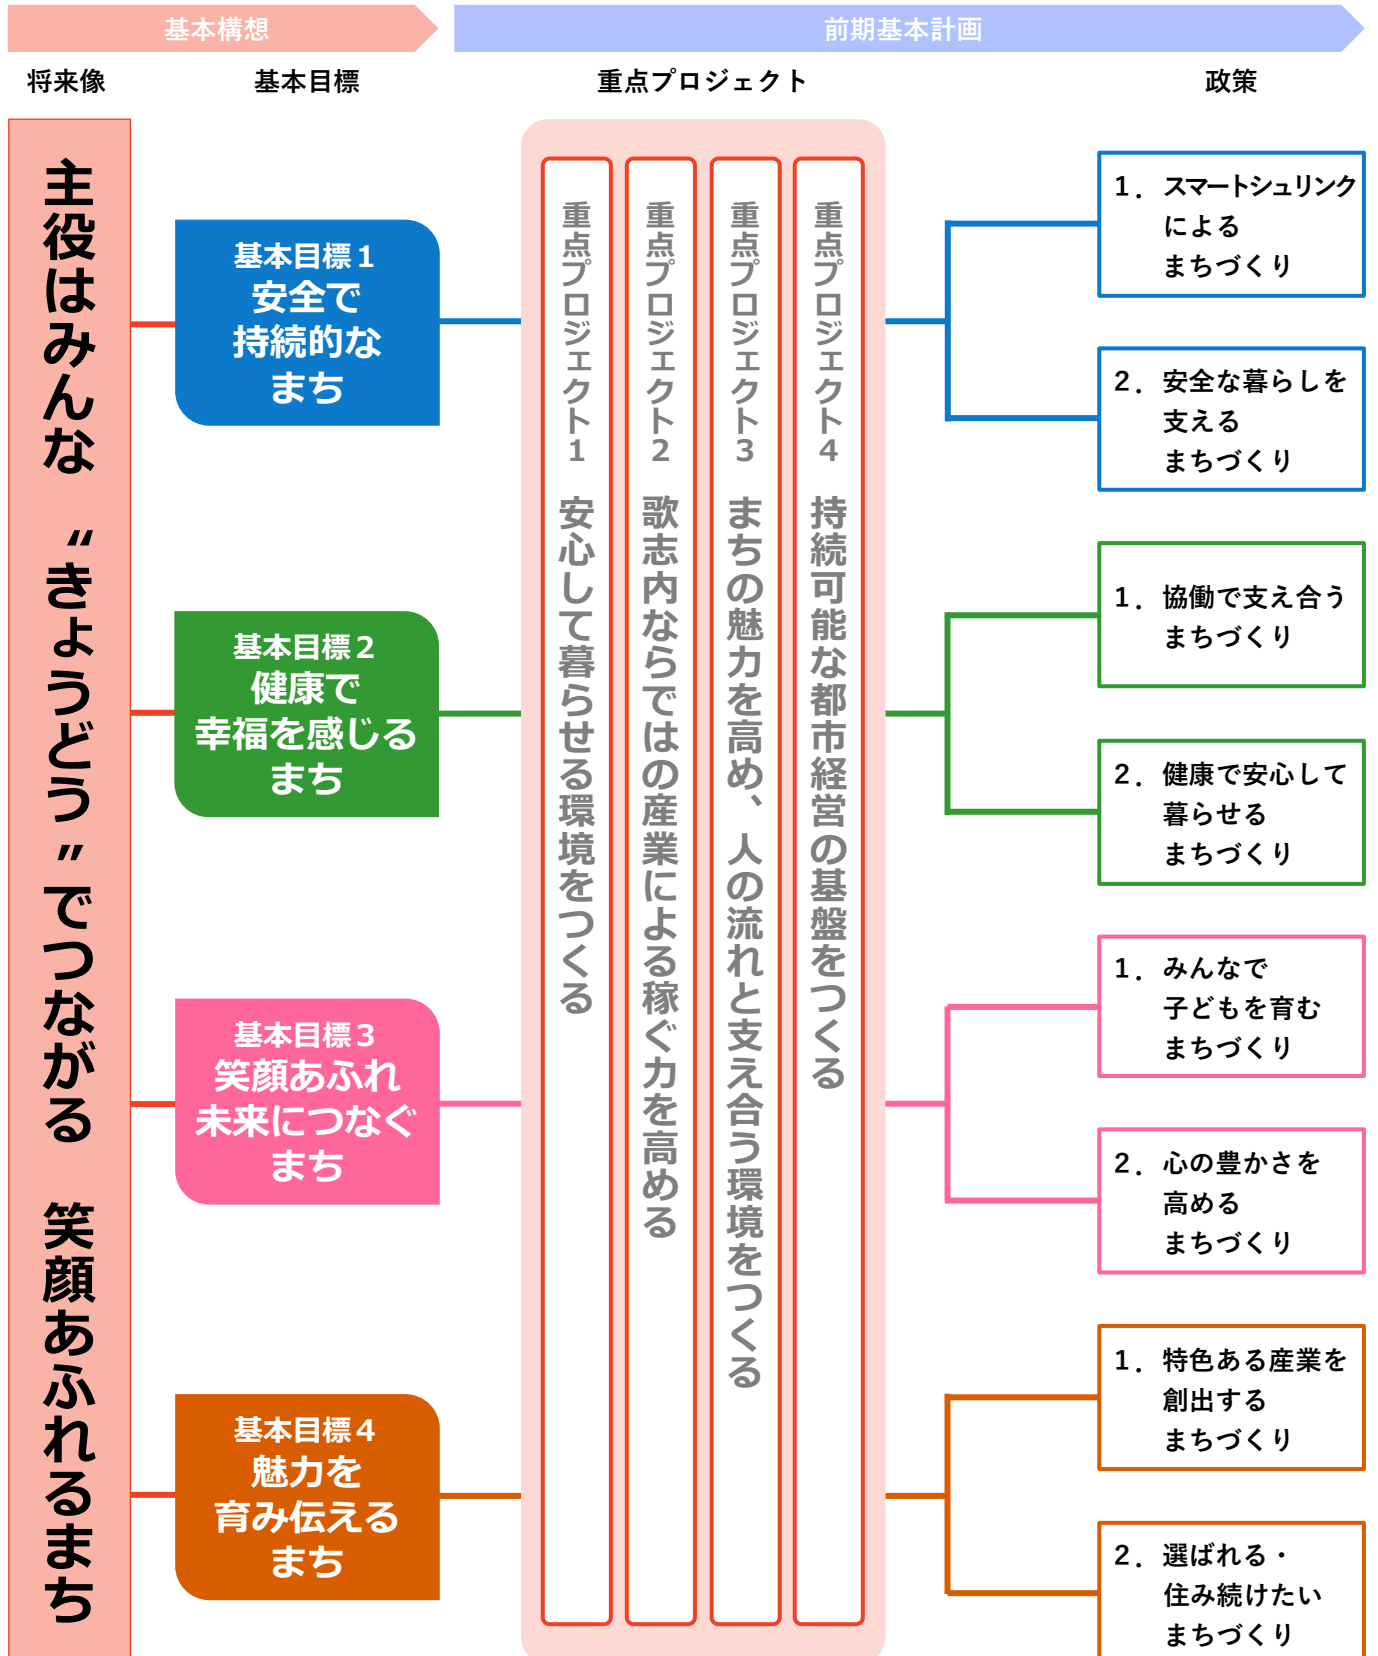 基本構想
前期基本計画
将来像
基本目標
重点プロジェクト
政策
主役はみんな “きょうどう”でつながる 笑顔あふれるまち
基本目標１
安全で
持続的な
まち
基本目標２
健康で
幸福を感じる
まち
基本目標３
笑顔あふれ
未来につなぐ
まち
基本目標４
魅力を
育み伝える
まち
重点プロジェクト１ 安心して暮らせる環境をつくる
重点プロジェクト２ 歌志内ならではの産業による稼ぐ力を高める
重点プロジェクト３ まちの魅力を高め、人の流れと支え合う環境をつくる
重点プロジェクト４ 持続可能な都市経営の基盤をつくる
１．スマートシュリンク
による
まちづくり
２．安全な暮らしを
支える
まちづくり
１．協働で支え合う
まちづくり
２．健康で安心して
暮らせる
まちづくり
１．みんなで
子どもを育む
まちづくり
２．心の豊かさを
高める
まちづくり
１．特色ある産業を
創出する
まちづくり
２．選ばれる・
住み続けたい
まちづくり